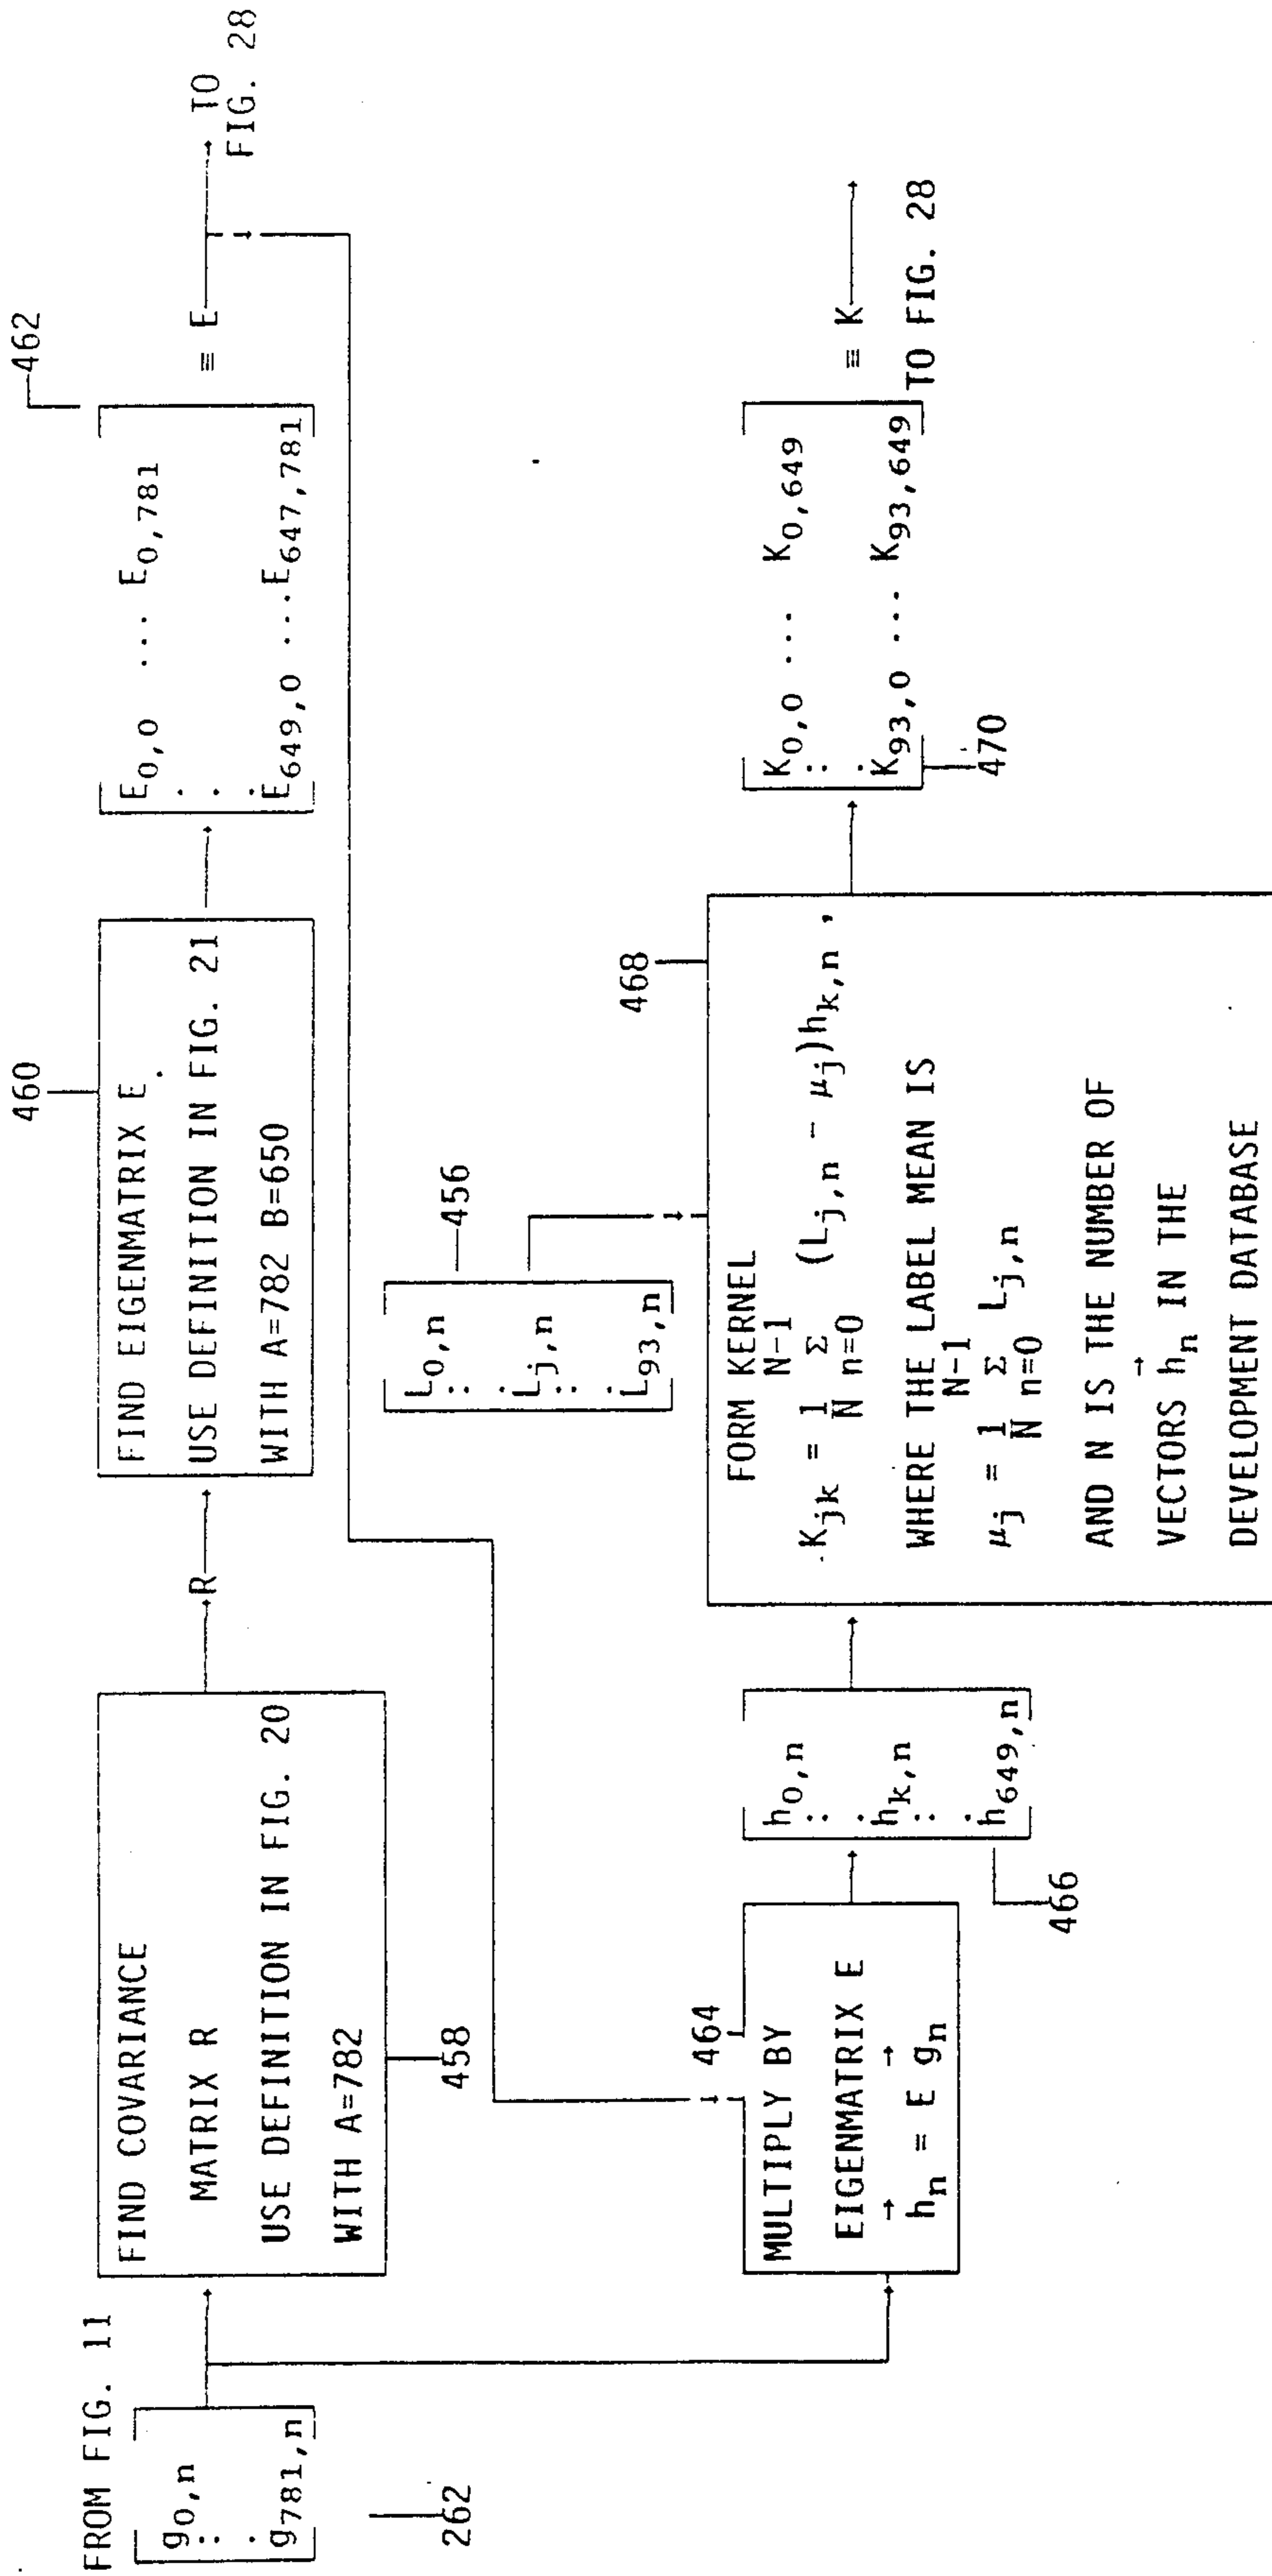 FROM FIG. 11
g0,n
:
.
g781,n
262
FIND COVARIANCE
MATRIX R
USE DEFINITION IN FIG. 20
WITH A=782
458
R
460
FIND EIGENMATRIX E.
USE DEFINITION IN FIG. 21
WITH A=782 B=650
462
E0,0 ... E0,781
.
.
.
E649,0 ...E647,781
≡ E
TO
FIG. 28
456
L0,n
:
.
Lj,n
:
.
L93,n
464
MULTIPLY BY
EIGENMATRIX E
→ →
hn = E gn
h0,n
:
.
hk,n
:
.
h649,n
466
468
FORM KERNEL
N-1
Kjk = 1/N Σ (Lj,n - μj)hk,n ,
n=0
WHERE THE LABEL MEAN IS
N-1
μj = 1/N Σ Lj,n
n=0
AND N IS THE NUMBER OF
→
VECTORS hn IN THE
DEVELOPMENT DATABASE
K0,0 ... K0,649
:
.
K93,0 ... K93,649
470
≡ K
TO FIG. 28